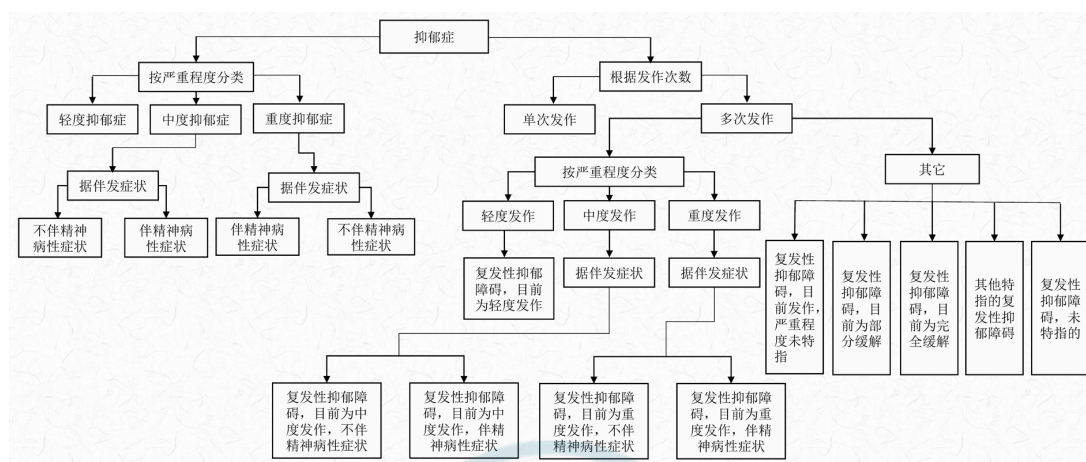 抑郁症
按严重程度分类
根据发作次数
轻度抑郁症
中度抑郁症
重度抑郁症
单次发作
多次发作
据伴发症状
据伴发症状
按严重程度分类
其它
不伴精神
病性症状
伴精神病
性症状
伴精神病
性症状
不伴精神病
性症状
轻度发作
中度发作
重度发作
复发性抑郁
障碍,目前
为轻度发作
据伴发症状
据伴发症状
复发性
抑郁障
碍,目
前发作,
严重程
度未特
指
复发性
抑郁障
碍,目
前为部
分缓解
复发性
抑郁障
碍,目
前为完
全缓解
其他特
指的复
发性抑
郁障碍
复发性
抑郁障
碍,未
特指的
复发性抑郁障
碍,目前为中
度发作,不伴
精神病性症状
复发性抑郁障
碍,目前为中
度发作,伴精
神病性症状
复发性抑郁障
碍,目前为重
度发作,不伴
精神病性症状
复发性抑郁障
碍,目前为重
度发作,伴精
神病性症状